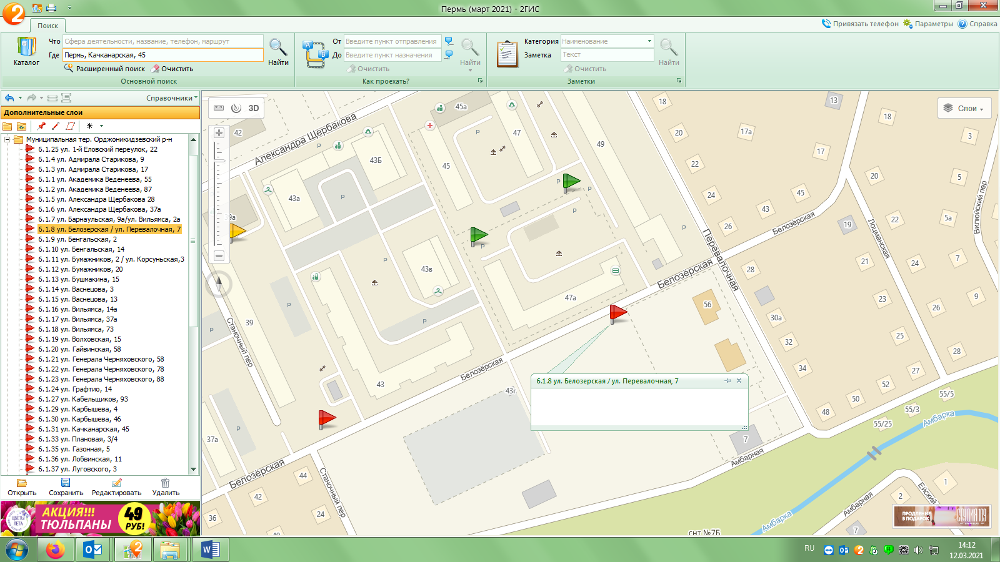 Пермь (март 2021) - 2ГИС
Поиск
Привязать телефон
Параметры
Справка
Каталог
Что
Сфера деятельности, название, телефон, маршрут
Где
Пермь, Качканарская, 45
Расширенный поиск
Очистить
Найти
Основной поиск
От
Введите пункт отправления
До
Введите пункт назначения
Очистить
Найти
Как проехать?
Категория
Наименование
Заметка
Текст
Очистить
Найти
Заметки
Справочники
Дополнительные слои
Муниципальная тер. Орджоникидзевский р-н
6.1.25 ул. 1-й Еловский переулок, 22
6.1.4 ул. Адмирала Старикова, 9
6.1.3 ул. Адмирала Старикова, 17
6.1.1 ул. Академика Веденеева, 55
6.1.2 ул. Академика Веденеева, 87
6.1.5 ул. Александра Щербакова 28
6.1.6 ул. Александра Щербакова, 37а
6.1.7 ул. Барнаульская, 9а/ул. Вильямса, 2а
6.1.8 ул. Белозерская / ул. Перевалочная, 7
6.1.9 ул. Бенгальская, 2
6.1.10 ул. Бенгальская, 14
6.1.11 ул. Бумажников, 2 / ул. Корсуньская,3
6.1.12 ул. Бумажников, 20
6.1.13 ул. Бушмакина, 15
6.1.14 ул. Васнецова, 3
6.1.15 ул. Васнецова, 13
6.1.16 ул. Вильямса, 14а
6.1.17 ул. Вильямса, 37а
6.1.18 ул. Вильямса, 73
6.1.19 ул. Волховская, 15
6.1.20 ул. Гайвинская, 58
6.1.21 ул. Генерала Черняховского, 58
6.1.22 ул. Генерала Черняховского, 78
6.1.23 ул. Генерала Черняховского, 88
6.1.24 ул. Графтио, 14
6.1.27 ул. Кабельщиков, 93
6.1.29 ул. Карбышева, 4
6.1.30 ул. Карбышева, 46
6.1.31 ул. Качканарская, 45
6.1.33 ул. Плановая, 3/4
6.1.35 ул. Газонная, 5
6.1.36 ул. Лобвинская, 11
6.1.37 ул. Луговского, 3
Открыть
Сохранить
Редактировать
Удалить
ЦВЕТЫ ЛЕТА
АКЦИЯ!!!
ТЮЛЬПАНЫ
49
РУБ!
3D
Слои
Александра Щербакова
42
43Б
43а
39а
45а
45
47
49
43в
47а
39
43
43г
37а
Станочный пер
Белозёрская
Белозёрская
Белозёрская
Белозёрская
Перевалочная
Лоцманская
Вилюйский пер
Станочный пер
Амбарная
Амбарная
Амбарка
Амбарка
Ейский
снт №7Б
6.1.8 ул. Белозерская / ул. Перевалочная, 7
18
13
18
20
17а
3
17
22
20
5
24
45
43
22
5а
26
19
21
24
7
28
23
26
9
56
30а
25
32
28
34
27
52
50
48
55/5
55/3
55/25
7
1
2
7
44
42
36
24
40
P
P
P
P
P
P
P
P
P
P
P
P
ПРОДЛЕНИЕ
В ПОДАРОК
СТУДИЯ 109
RU
14:12
12.03.2021